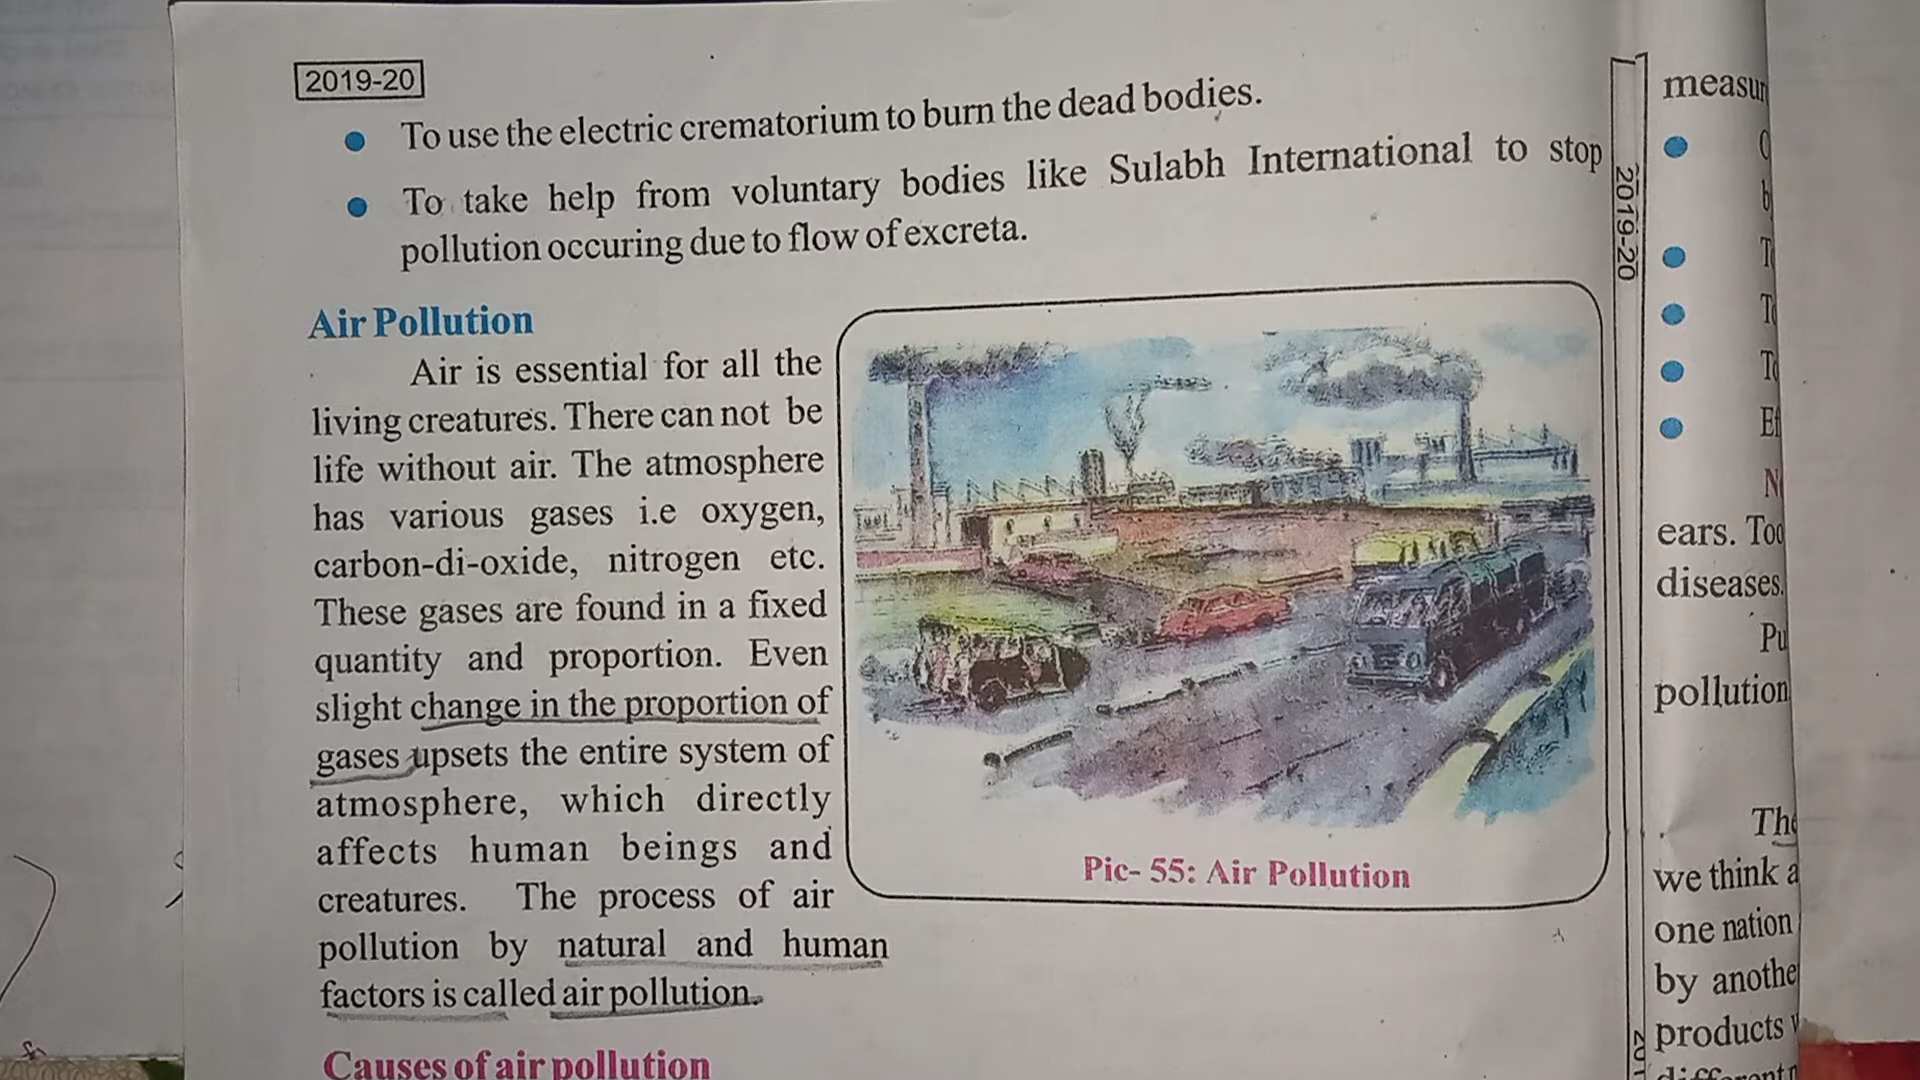 2019-20
To use the electric crematorium to burn the dead bodies.
To take help from voluntary bodies like Sulabh International to stop
pollution occuring due to flow of excreta.
Air Pollution
Air is essential for all the
living creatures. There can not be
life without air. The atmosphere
has various gases i.e oxygen,
carbon-di-oxide, nitrogen etc.
These gases are found in a fixed
quantity and proportion. Even
slight change in the proportion of
gases upsets the entire system of
atmosphere, which directly
affects human beings and
creatures. The process of air
pollution by natural and human
factors is called air pollution.
Pic- 55: Air Pollution
Causes of air pollution
2019-20
ears.
diseases.
pollution
we think a
one nation
by
products